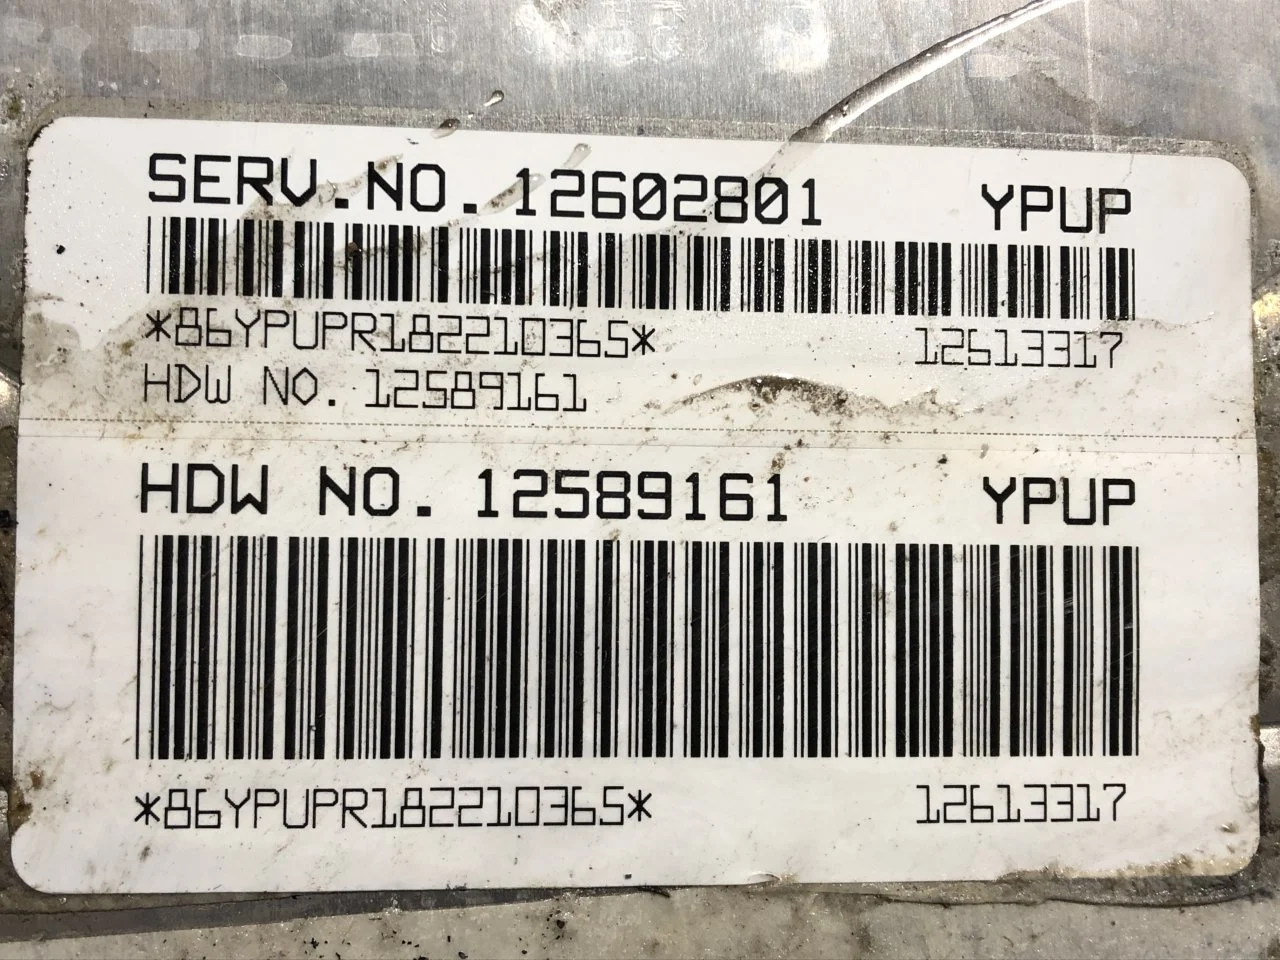 SERV.NO.12602801 YPUP
*86YPUPR182210365* 12613317
HDW NO. 12589161
HDW NO. 12589161 YPUP
*86YPUPR182210365* 12613317